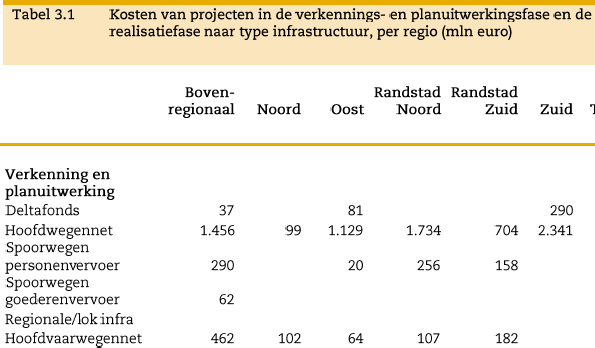 Tabel 3.1 Kosten van projecten in de verkennings- en planuitwerkingsfase en de
realisatiefase naar type infrastructuur, per regio (mln euro)
Boven- Randstad Randstad
regionaal Noord Oost Noord Zuid Zuid T
Verkenning en
planuitwerking
Deltafonds 37 81 290
Hoofdwegennet 1.456 99 1.129 1.734 704 2.341
Spoorwegen
personenvervoer 290 20 256 158
Spoorwegen
goederenvervoer 62
Regionale/lok infra
Hoofdvaarwegennet 462 102 64 107 182